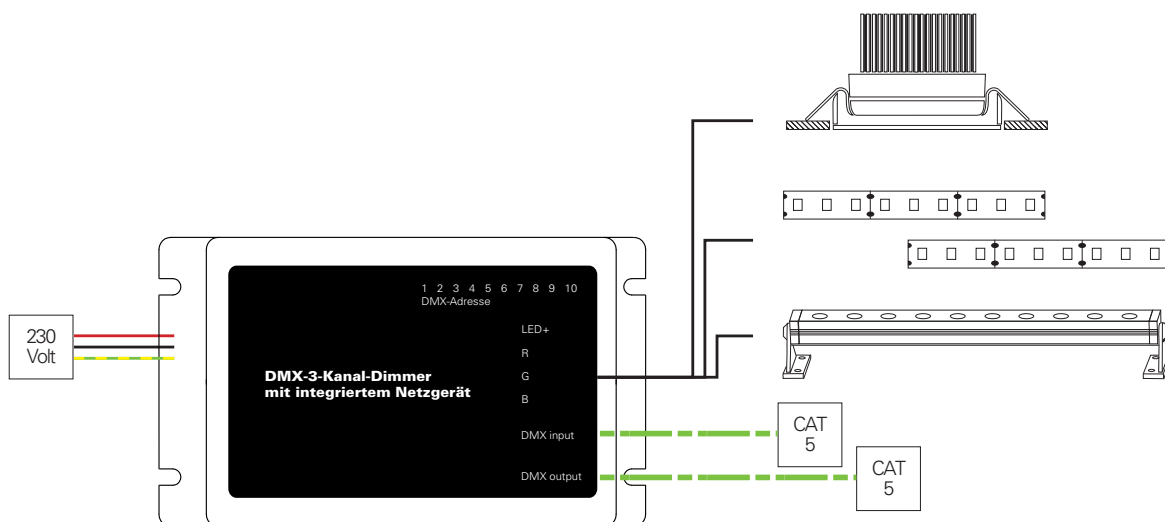 1 2 3 4 5 6 7 8 9 10
DMX-Adresse
LED+
R
G
B
230
Volt
DMX-3-Kanal-Dimmer
mit integriertem Netzgerät
DMX input
DMX output
CAT
5
CAT
5